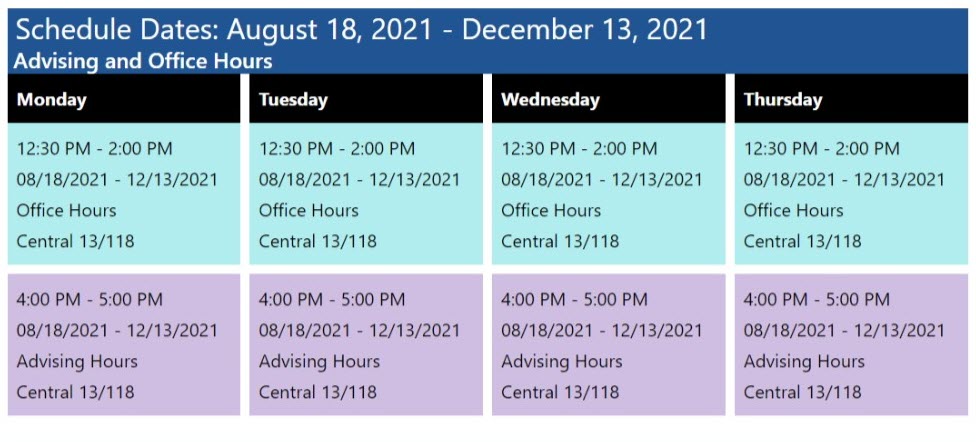 Schedule Dates: August 18, 2021 - December 13, 2021
Advising and Office Hours
Monday
12:30 PM - 2:00 PM
08/18/2021 - 12/13/2021
Office Hours
Central 13/118
4:00 PM - 5:00 PM
08/18/2021 - 12/13/2021
Advising Hours
Central 13/118
Tuesday
12:30 PM - 2:00 PM
08/18/2021 - 12/13/2021
Office Hours
Central 13/118
4:00 PM - 5:00 PM
08/18/2021 - 12/13/2021
Advising Hours
Central 13/118
Wednesday
12:30 PM - 2:00 PM
08/18/2021 - 12/13/2021
Office Hours
Central 13/118
4:00 PM - 5:00 PM
08/18/2021 - 12/13/2021
Advising Hours
Central 13/118
Thursday
12:30 PM - 2:00 PM
08/18/2021 - 12/13/2021
Office Hours
Central 13/118
4:00 PM - 5:00 PM
08/18/2021 - 12/13/2021
Advising Hours
Central 13/118